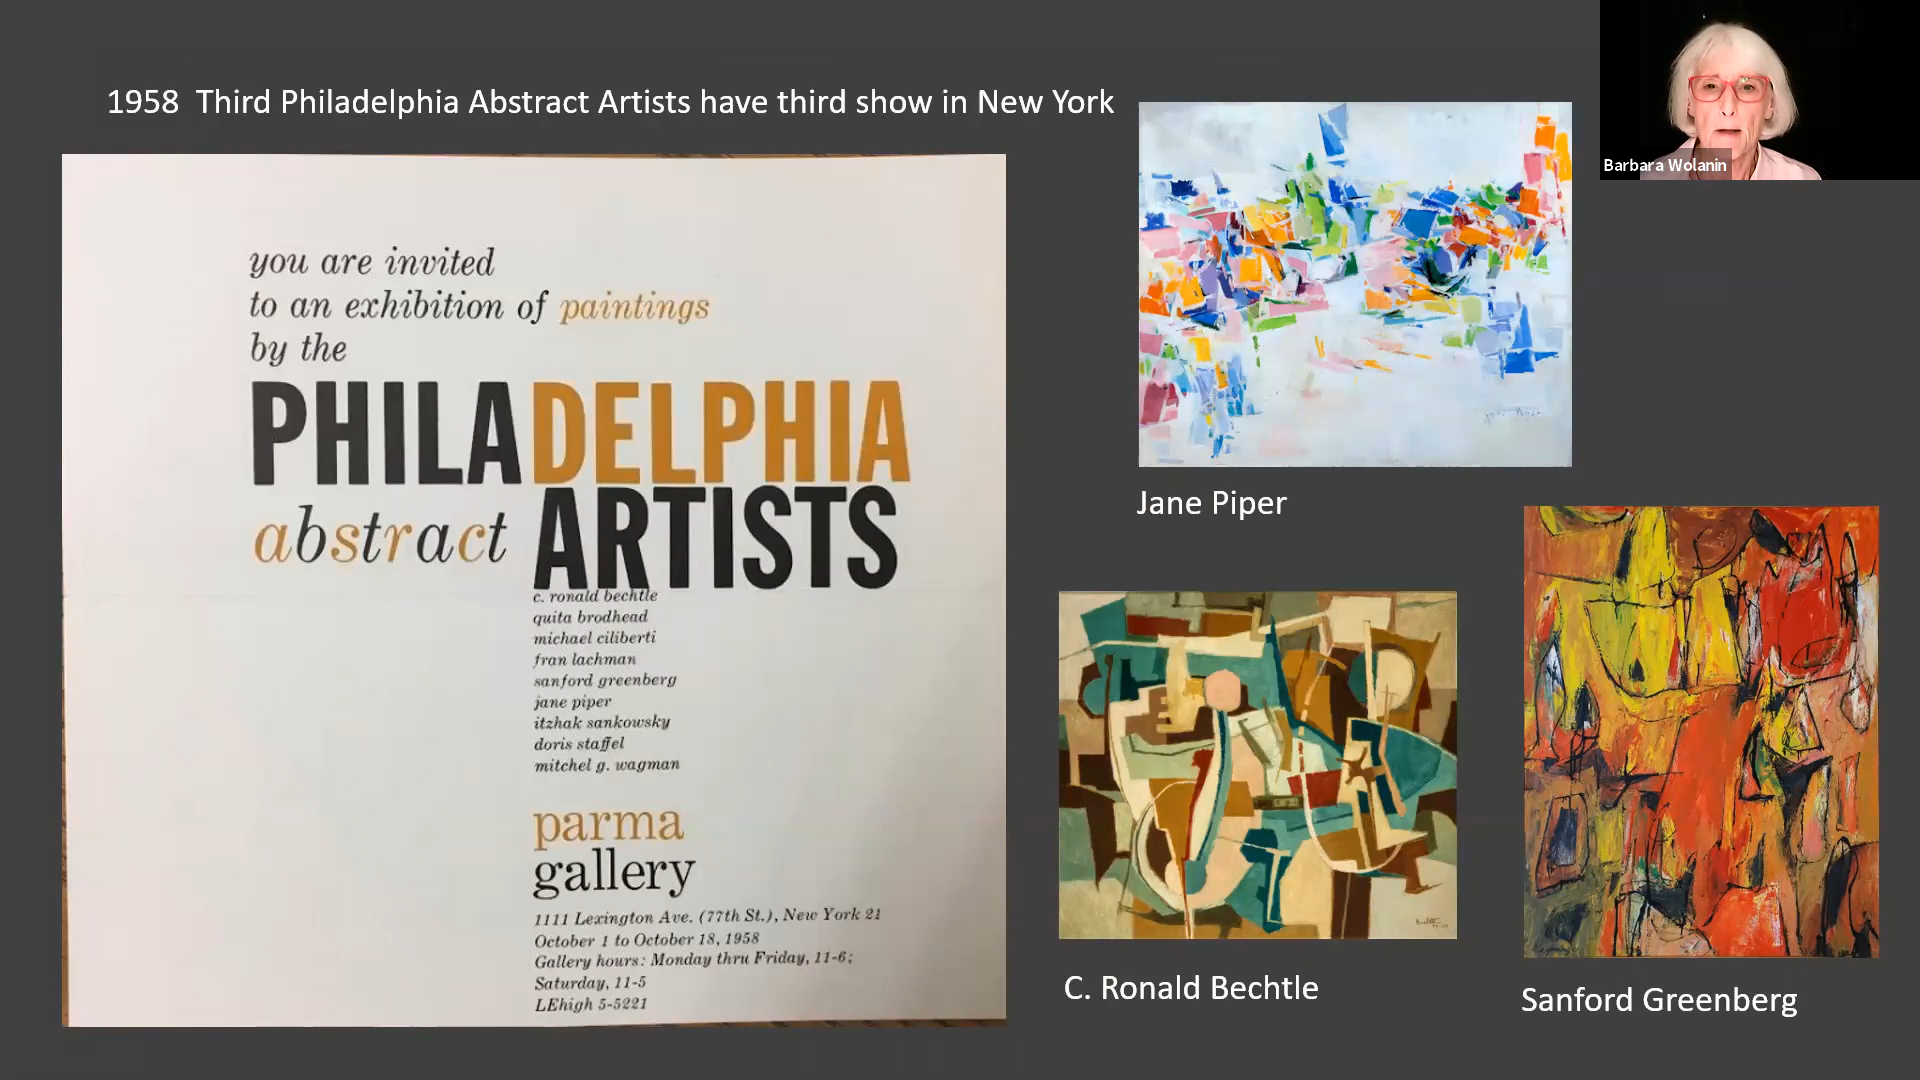 1958  Third Philadelphia Abstract Artists have third show in New York
Barbara Wolanin
you are invited
to an exhibition of paintings
by the
PHILADELPHIA
abstract ARTISTS
c. ronald bechtle
quita brodhead
michael ciliberti
fran lachman
sanford greenberg
jane piper
itzhak sankowsky
doris staffel
mitchel g. wagman
parma
gallery
1111 Lexington Ave. (77th St.), New York 21
October 1 to October 18, 1958
Gallery hours: Monday thru Friday, 11-6;
Saturday, 11-5
LEhigh 5-5221
Jane Piper
C. Ronald Bechtle
Sanford Greenberg